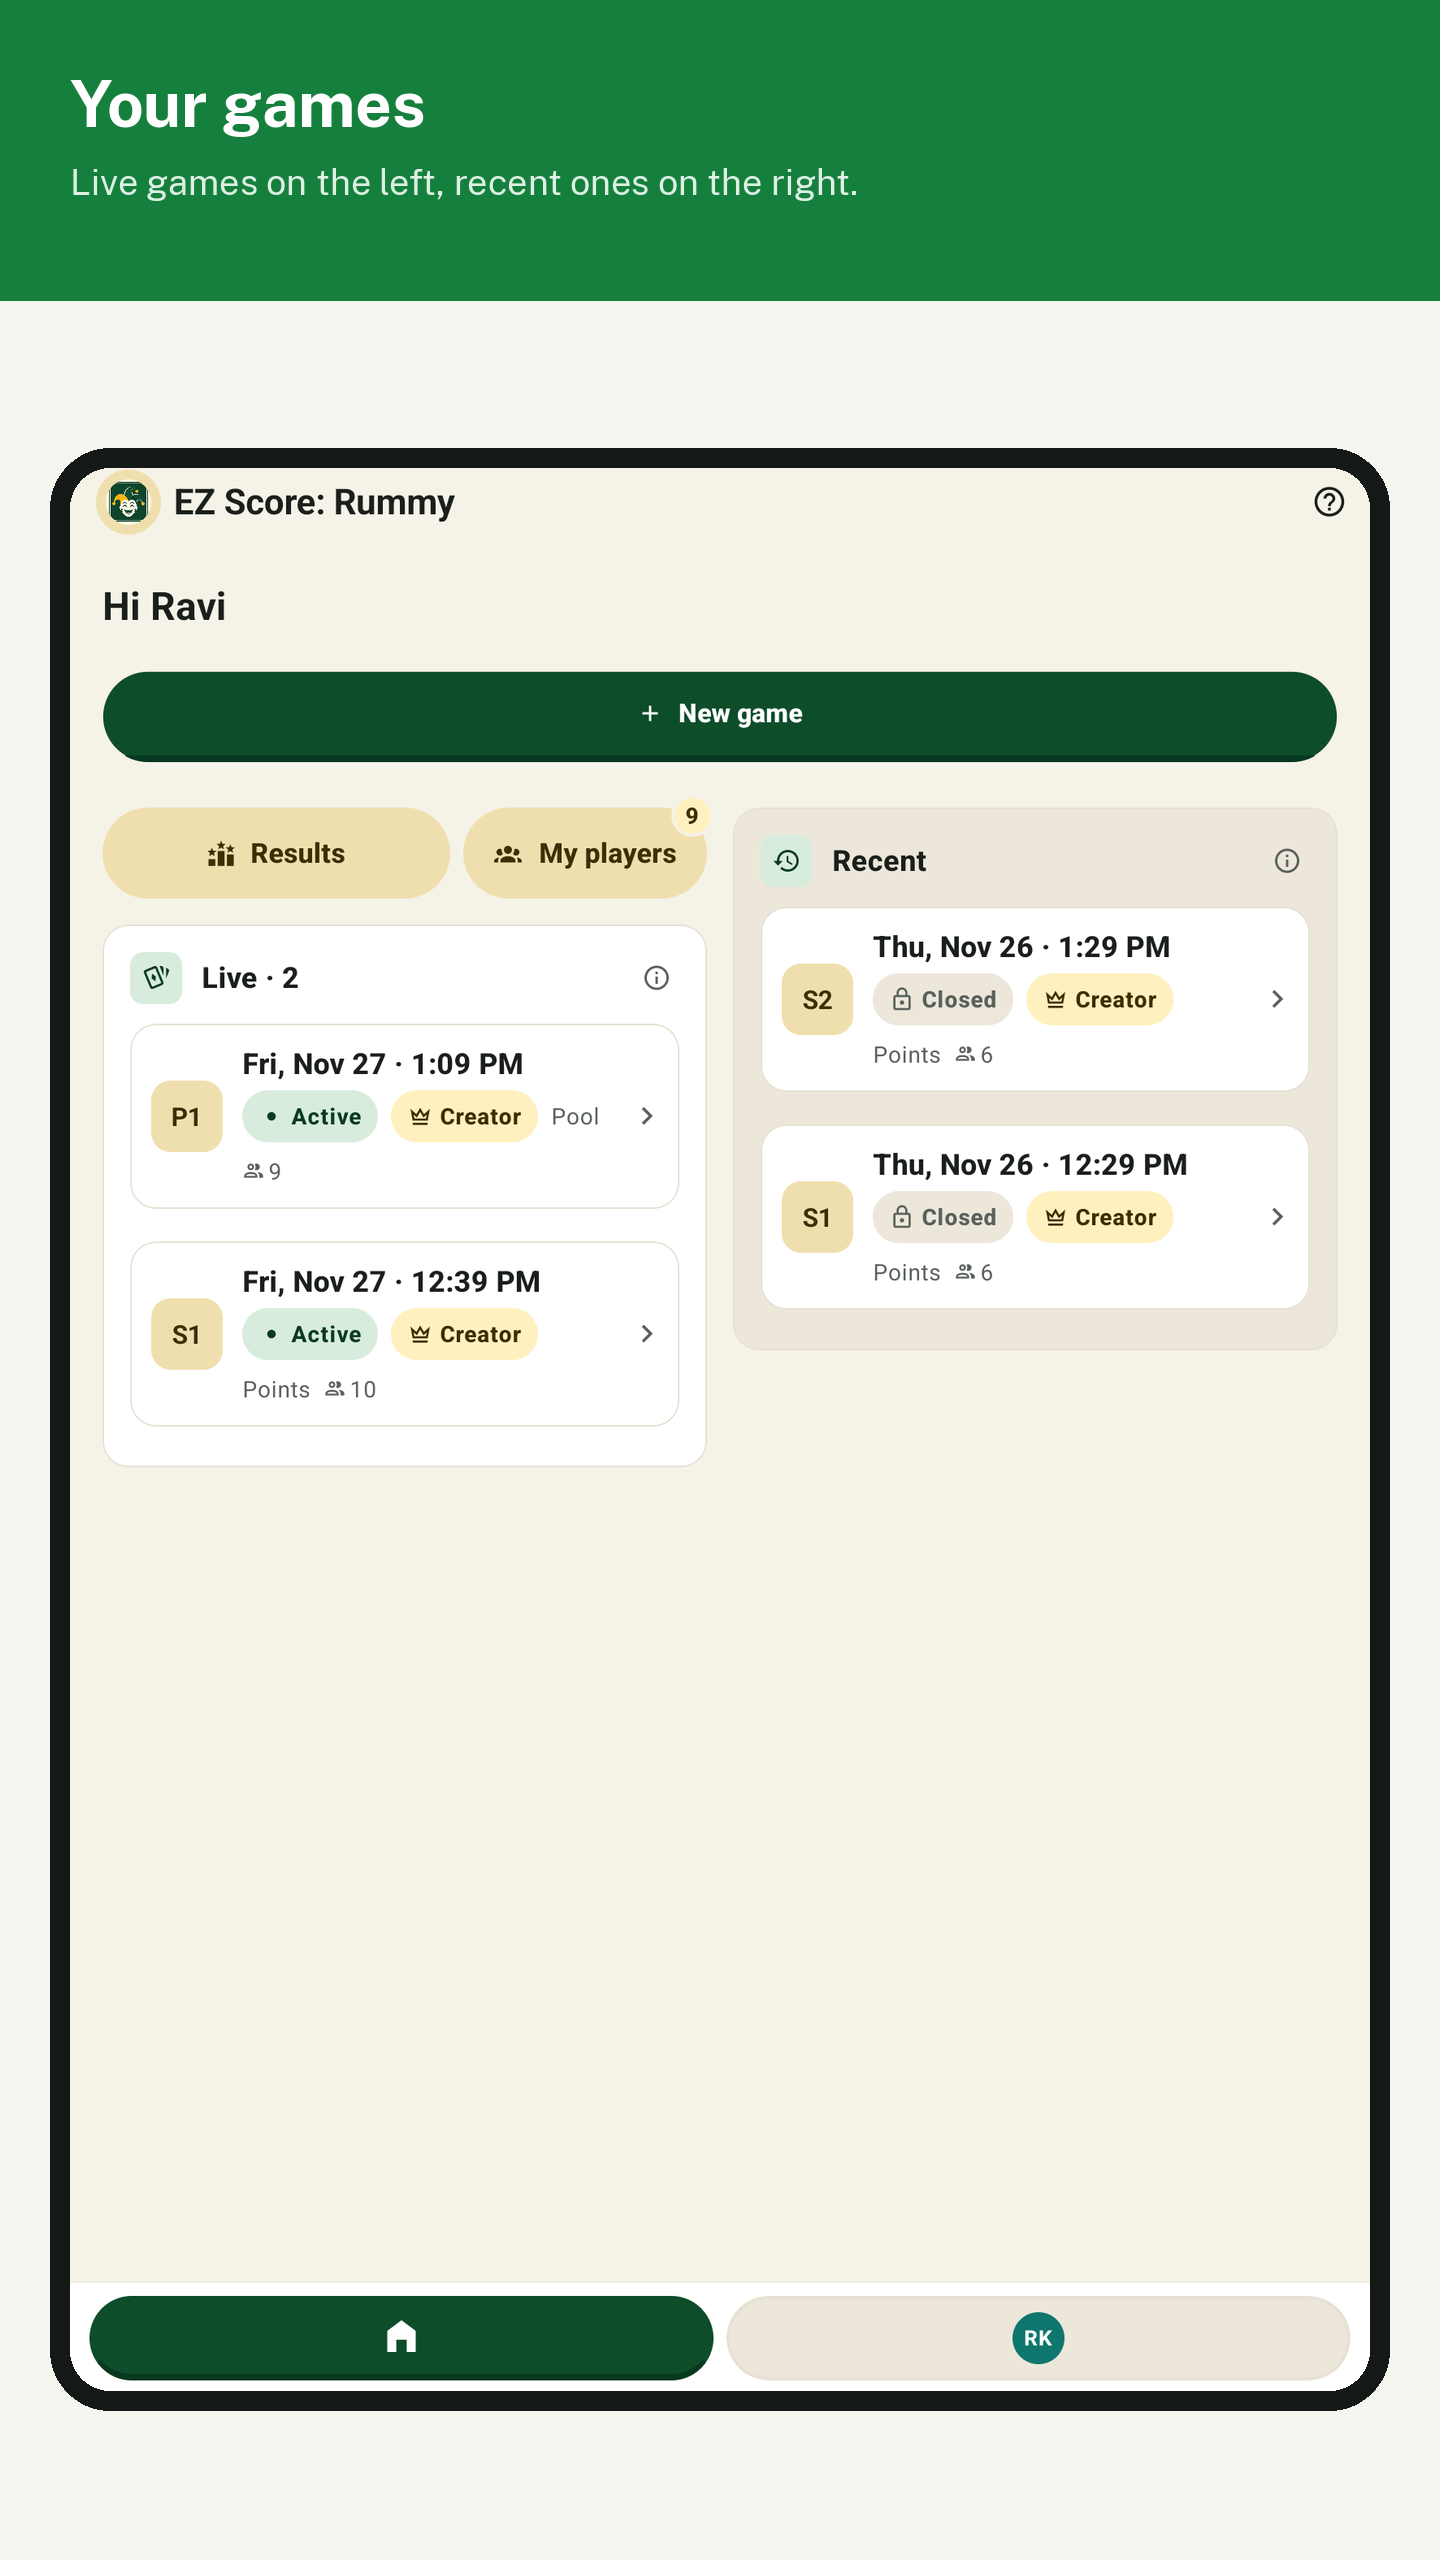 Your games
Live games on the left, recent ones on the right.
EZ Score: Rummy
Hi Ravi
+ New game
Results
My players
9
Live · 2
P1
Fri, Nov 27 · 1:09 PM
Active
Creator
Pool
9
S1
Fri, Nov 27 · 12:39 PM
Active
Creator
Points
10
Recent
S2
Thu, Nov 26 · 1:29 PM
Closed
Creator
Points
6
S1
Thu, Nov 26 · 12:29 PM
Closed
Creator
Points
6
RK